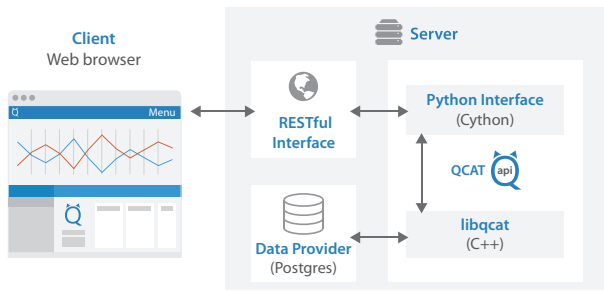 Client
Web browser
Server
Menu
RESTful
Interface
Python Interface
(Cython)
QCAT
api
Data Provider
(Postgres)
libqcat
(C++)